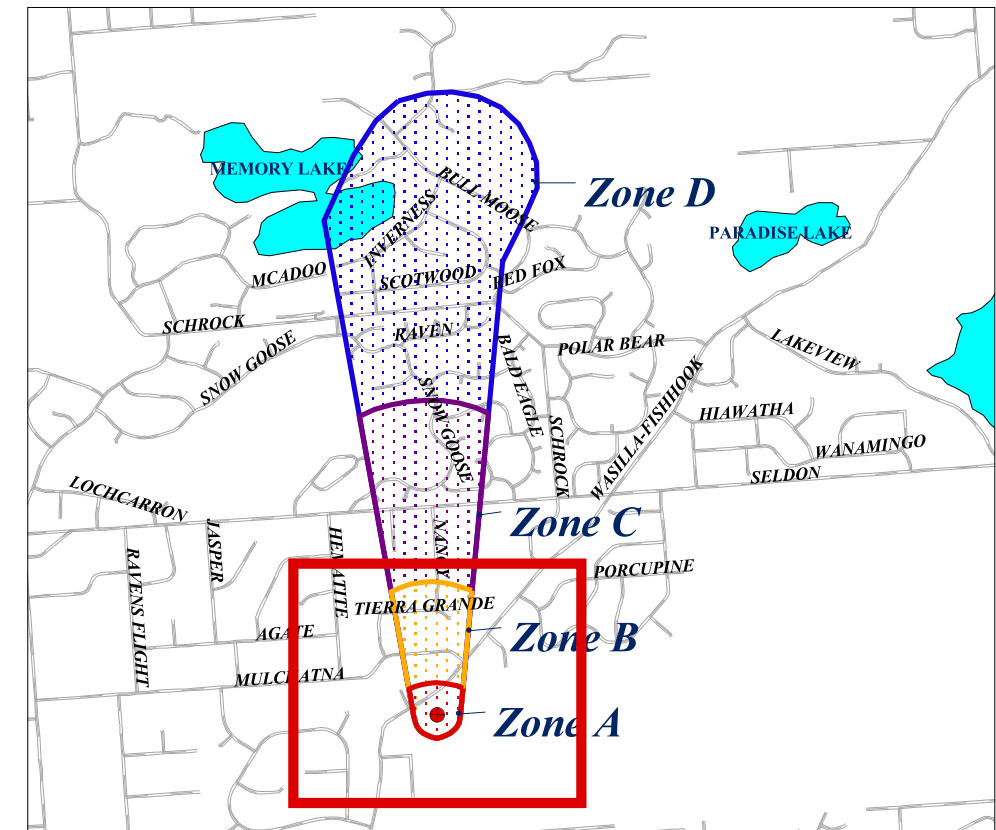 MEMORY LAKE
BULL MOOSE
Zone D
INVERNESS
PARADISE LAKE
MCADOO
SCOTWOOD
RED FOX
SCHROCK
RAVEN
SNOW GOOSE
BALD EAGLE
POLAR BEAR
LAKEVIEW
SNOW GOOSE
WASILLA-FISHHOOK
HIAWATHA
SCHROCK
WANAMINGO
SELDON
LOCHCARRON
Zone C
JASPER
HEMATITE
NANCY
RAVENS FLIGHT
PORCUPINE
TIERRA GRANDE
AGATE
Zone B
MULCHATNA
Zone A